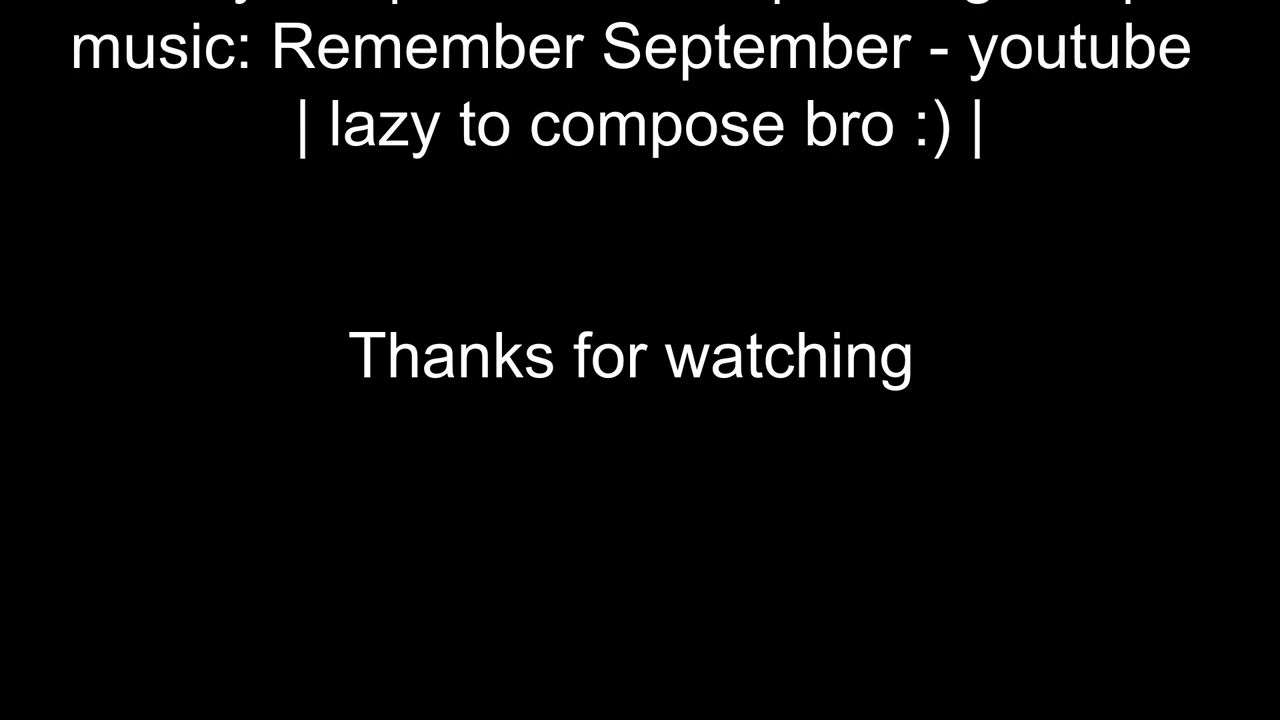 music: Remember September - youtube
| lazy to compose bro :) |
Thanks for watching